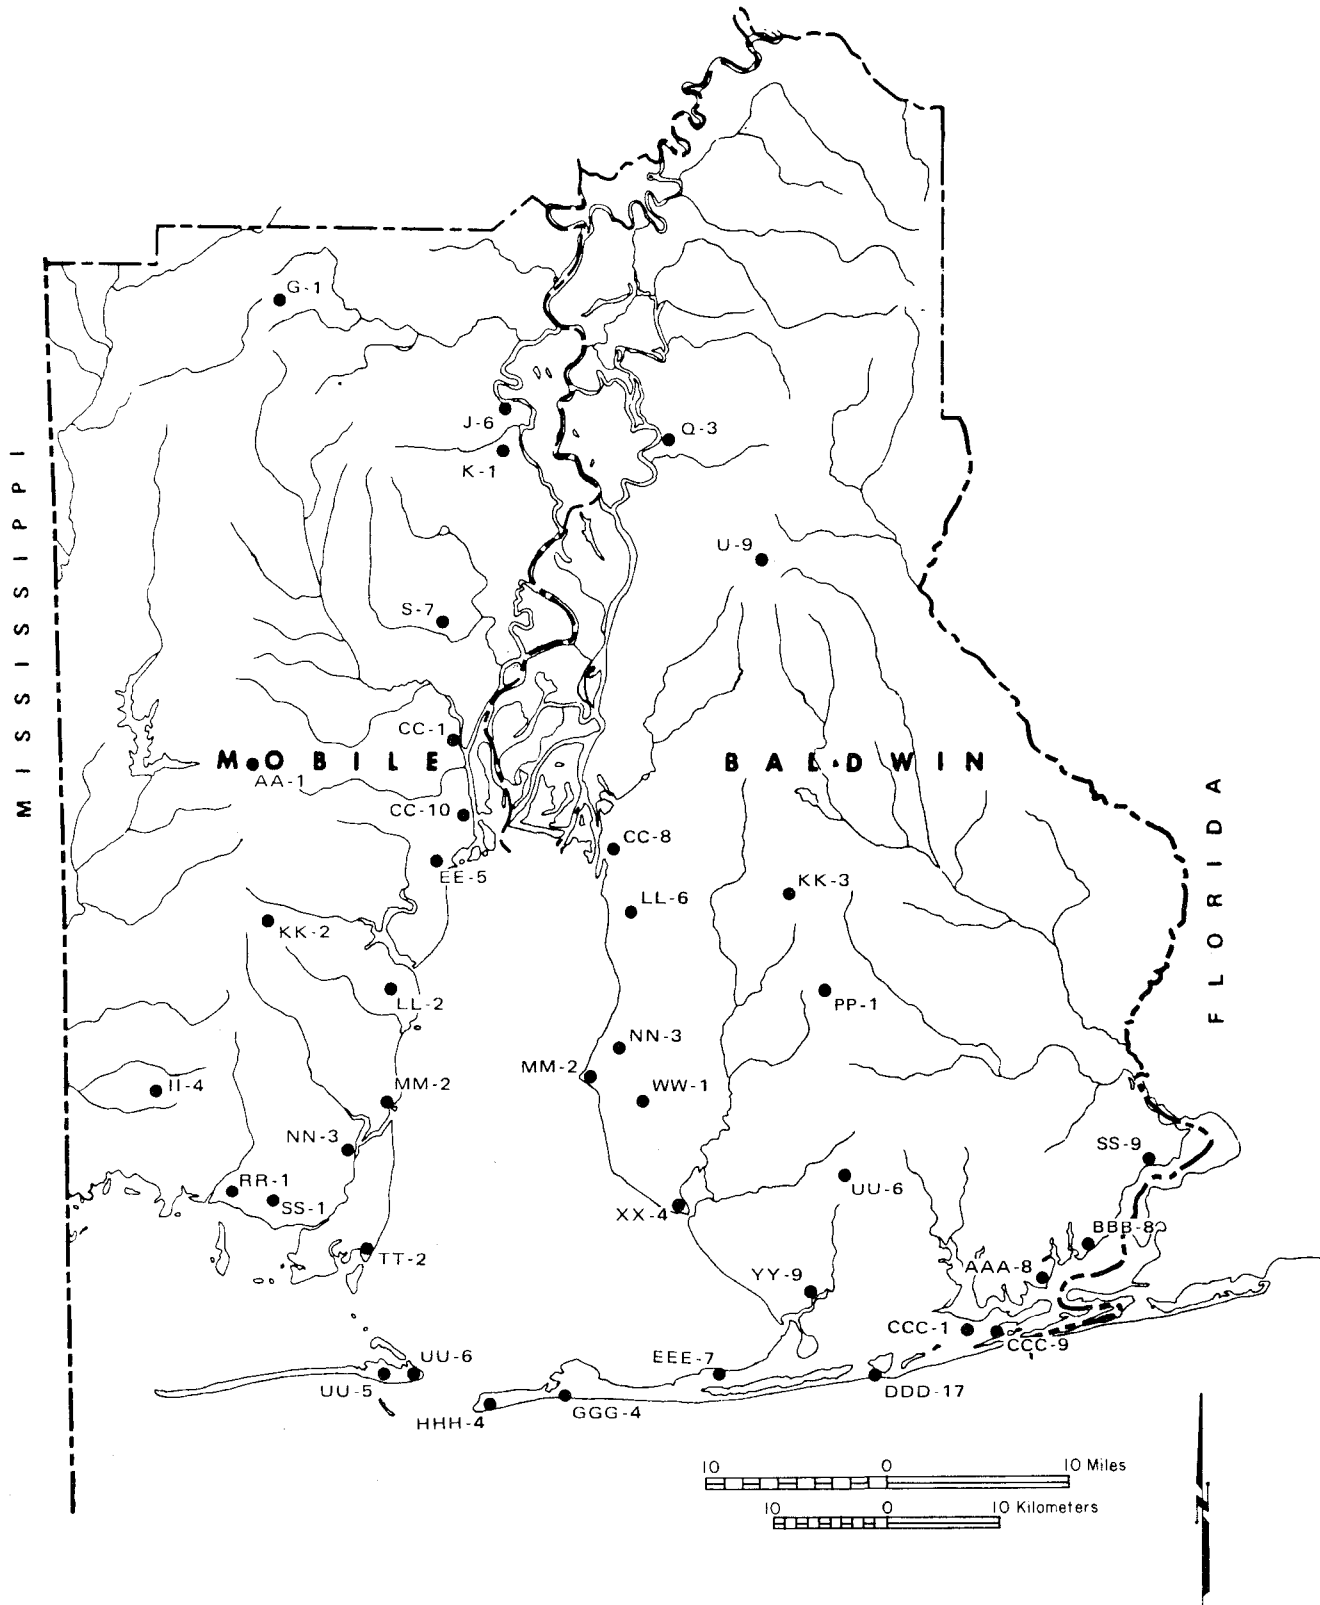 G-1
J-6
Q-3
K-1
MISSISSIPPI
U-9
S-7
CC-1
MOBILE
BALDWIN
AA-1
CC-10
CC-8
EE-5
KK-3
LL-6
FLORIDA
KK-2
LL-2
PP-1
NN-3
MM-2
II-4
MM-2
WW-1
NN-3
SS-9
RR-1
SS-1
UU-6
XX-4
BBB-8
TT-2
AAA-8
YY-9
CCC-1
CCC-9
UU-6
EEE-7
UU-5
DDD-17
HHH-4
GGG-4
10 0 10 Miles
10 0 10 Kilometers